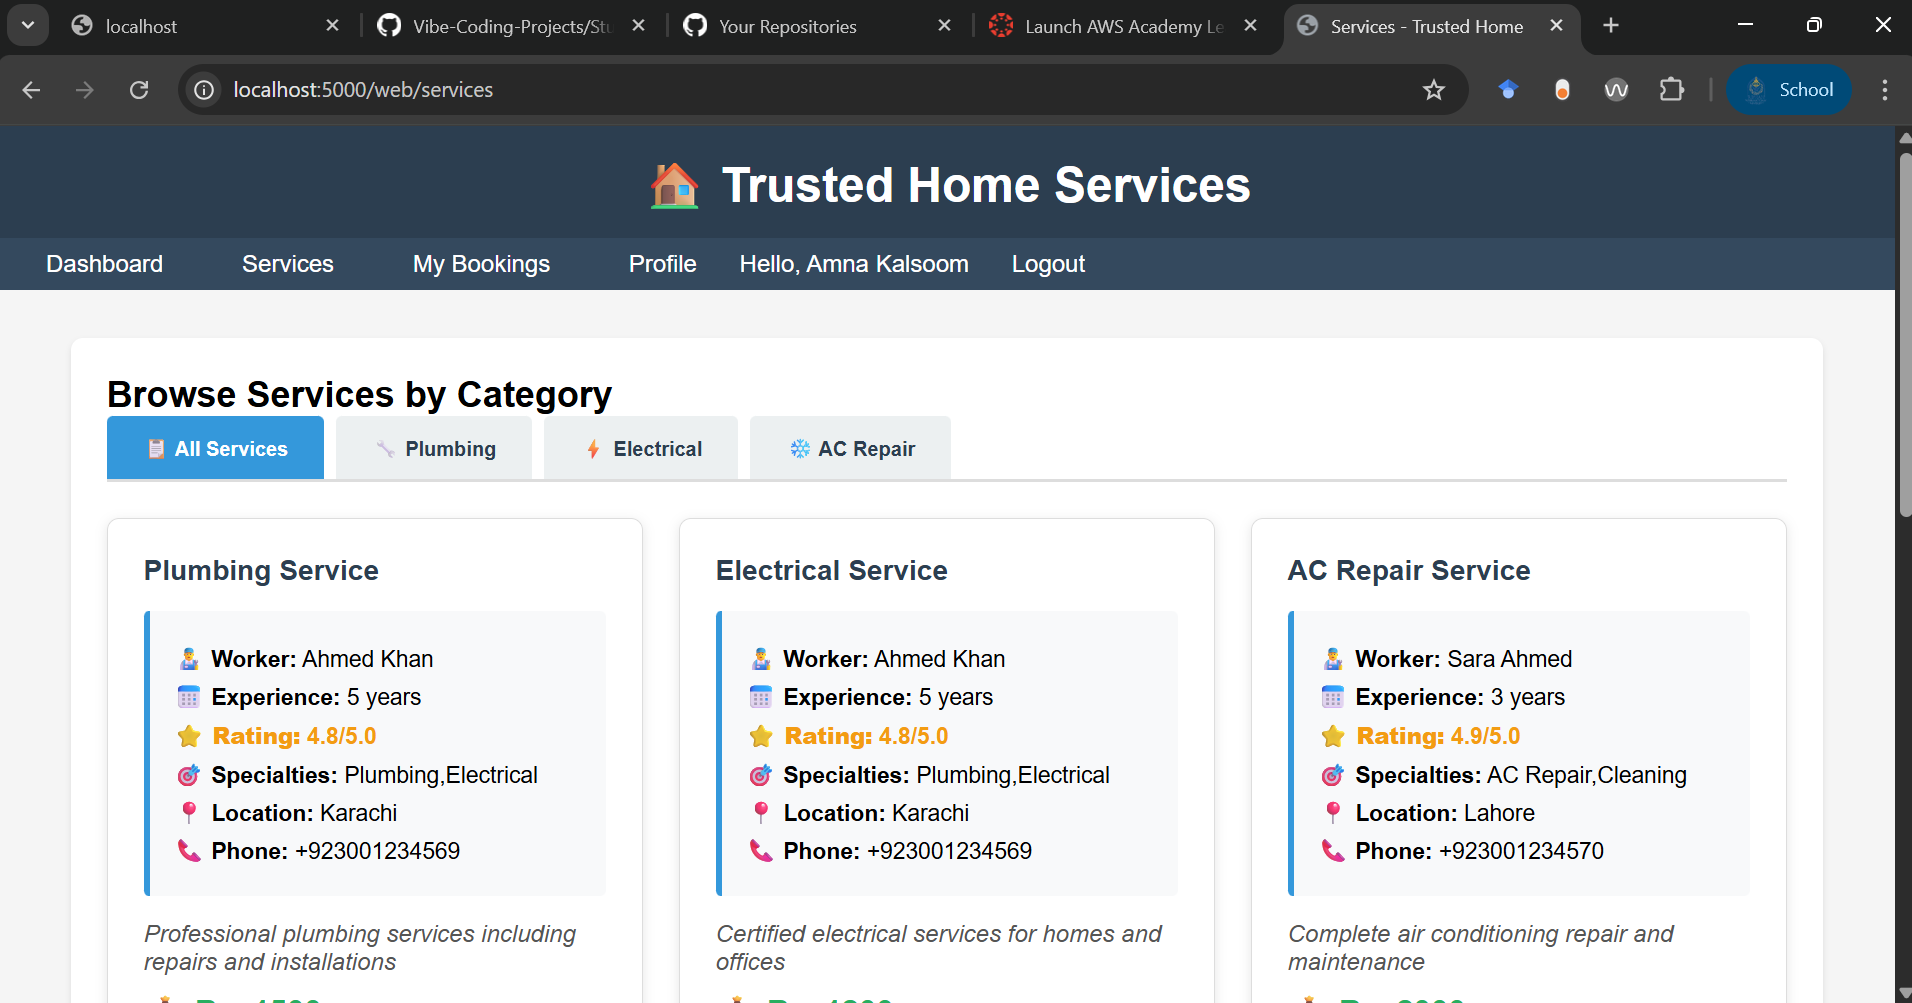 localhost
Vibe-Coding-Projects/Stu
Your Repositories
Launch AWS Academy Le
Services - Trusted Home
localhost:5000/web/services
School
Trusted Home Services
Dashboard Services My Bookings Profile Hello, Amna Kalsoom Logout
Browse Services by Category
All Services Plumbing Electrical AC Repair
Plumbing Service
Worker: Ahmed Khan
Experience: 5 years
Rating: 4.8/5.0
Specialties: Plumbing,Electrical
Location: Karachi
Phone: +923001234569
Professional plumbing services including
repairs and installations
Electrical Service
Worker: Ahmed Khan
Experience: 5 years
Rating: 4.8/5.0
Specialties: Plumbing,Electrical
Location: Karachi
Phone: +923001234569
Certified electrical services for homes and
offices
AC Repair Service
Worker: Sara Ahmed
Experience: 3 years
Rating: 4.9/5.0
Specialties: AC Repair,Cleaning
Location: Lahore
Phone: +923001234570
Complete air conditioning repair and
maintenance